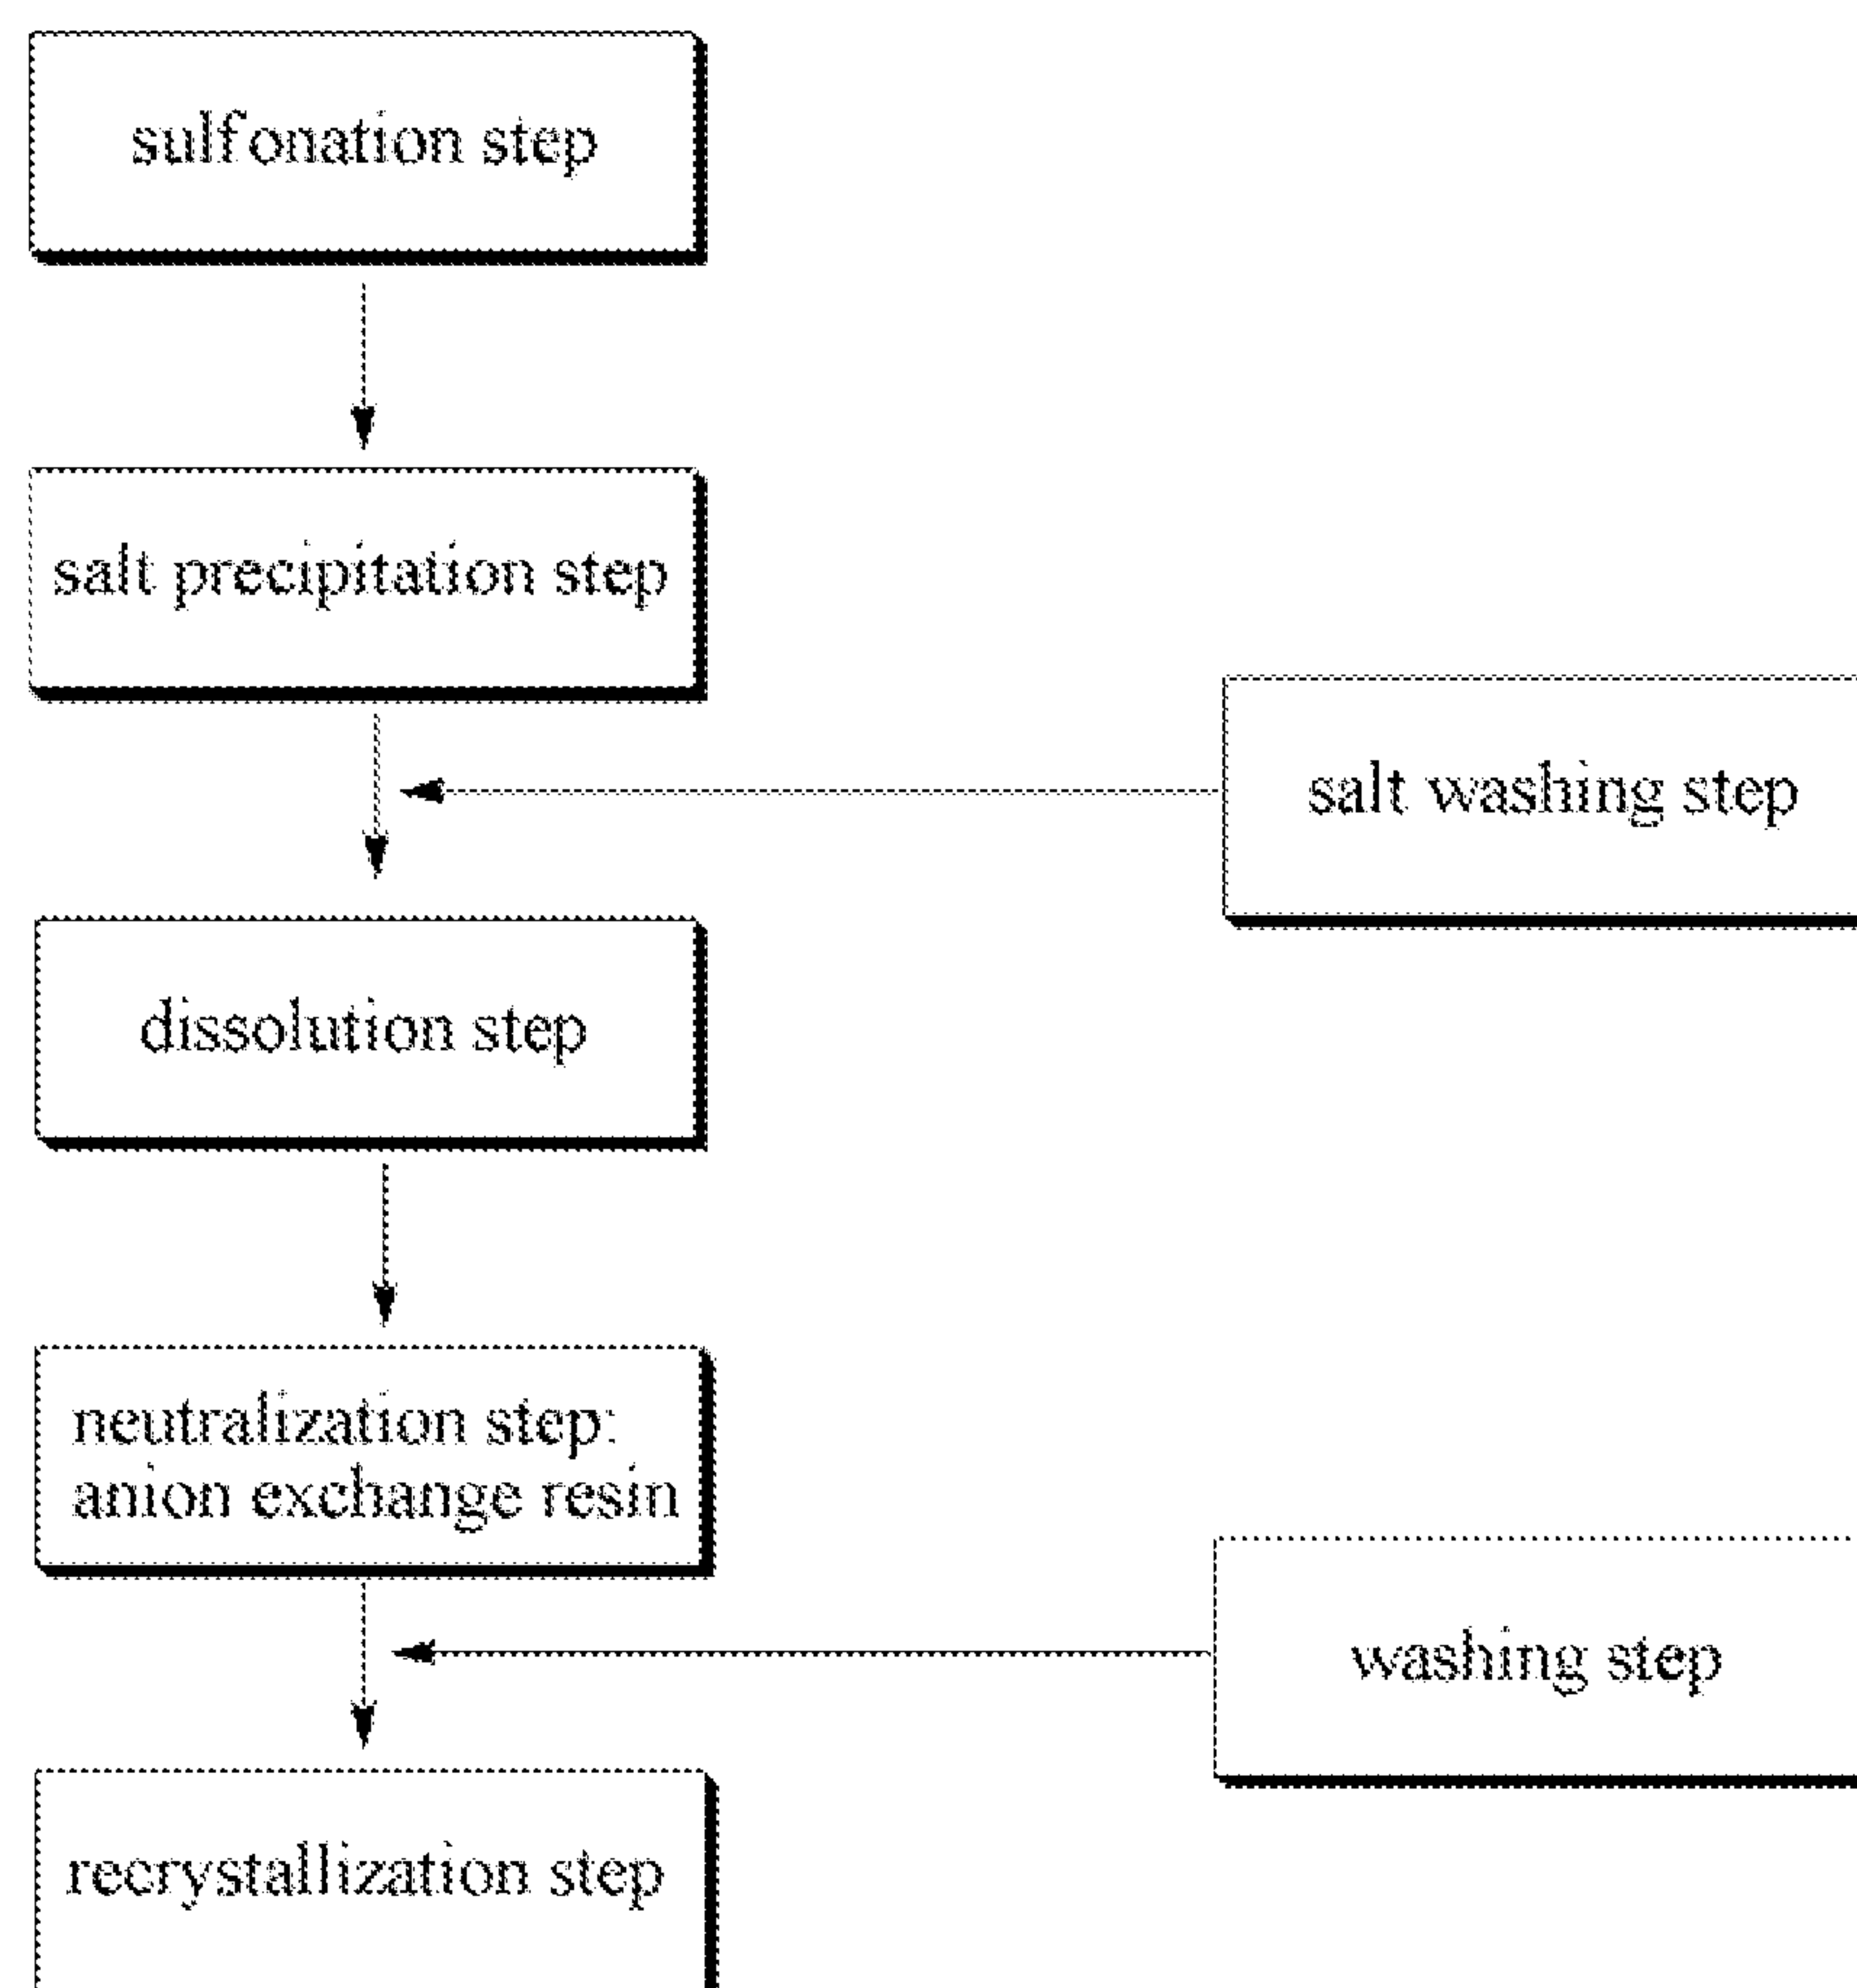 sulfonation step
salt precipitation step
salt washing step
dissolution step
neutralization step:
anion exchange resin
washing step
recrystallization step